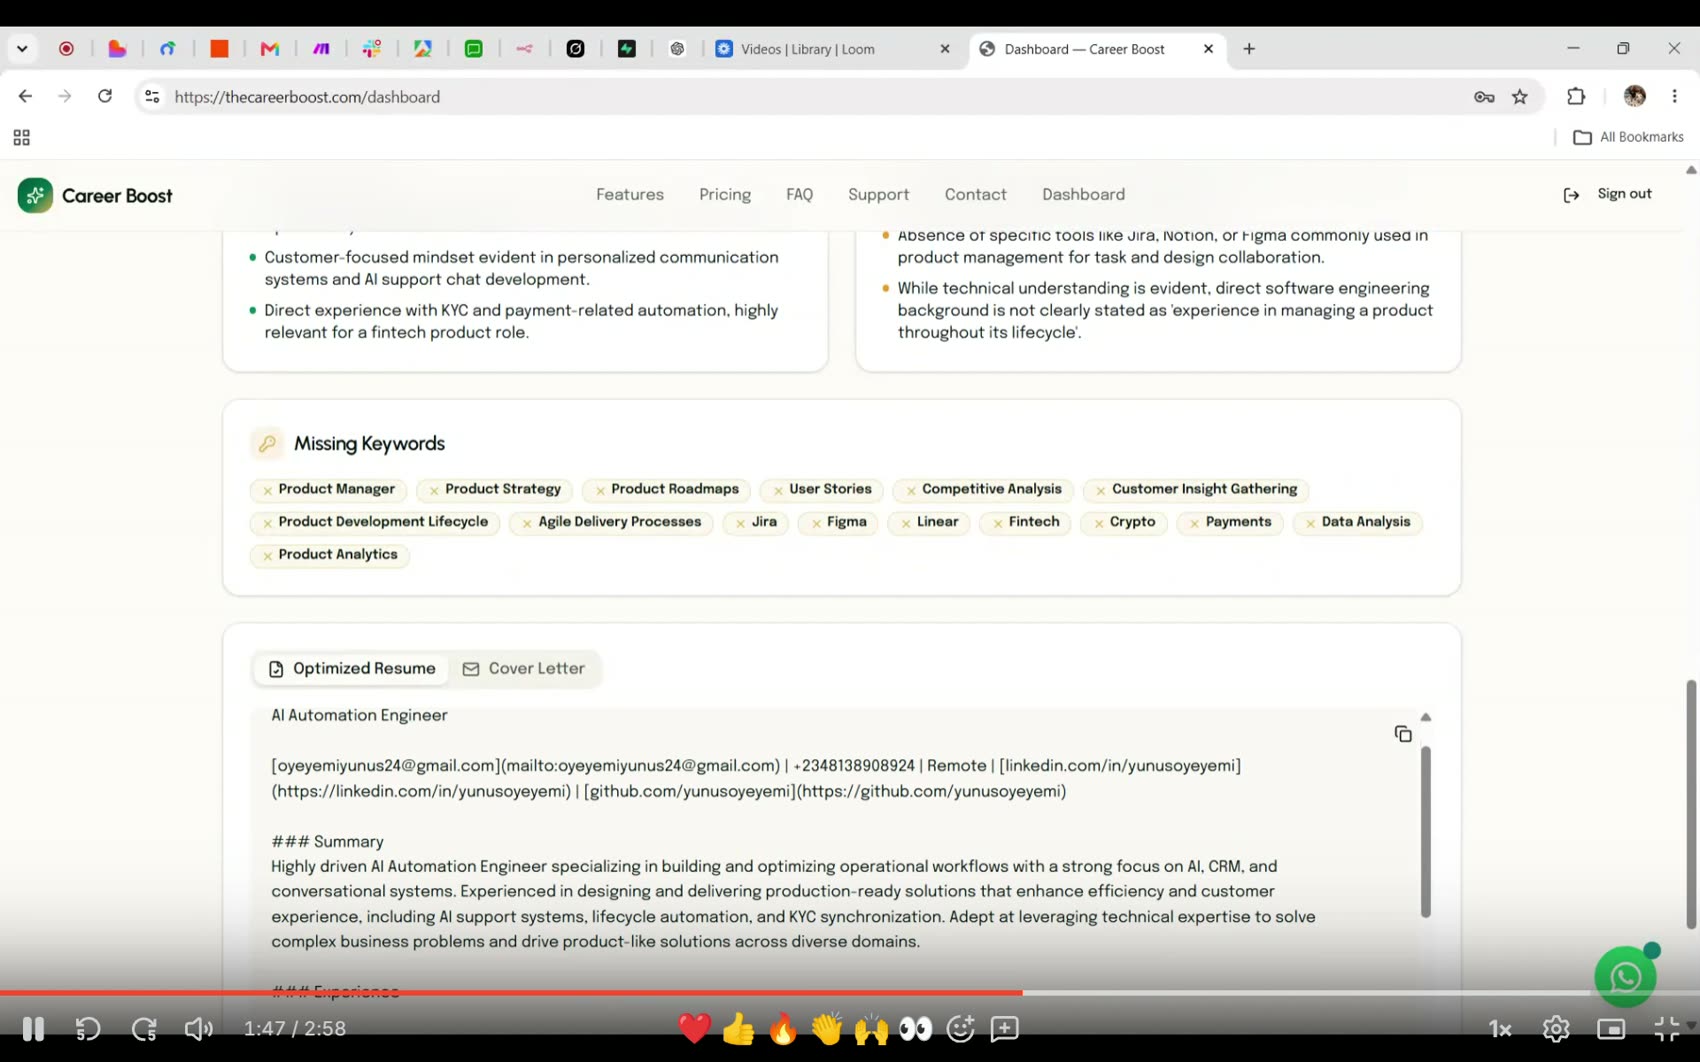 Videos | Library | Loom
Dashboard — Career Boost
https://thecareerboost.com/dashboard
All Bookmarks
Career Boost
Features
Pricing
FAQ
Support
Contact
Dashboard
Sign out
Customer-focused mindset evident in personalized communication
systems and AI support chat development.
Direct experience with KYC and payment-related automation, highly
relevant for a fintech product role.
Absence of specific tools like Jira, Notion, or Figma commonly used in
product management for task and design collaboration.
While technical understanding is evident, direct software engineering
background is not clearly stated as 'experience in managing a product
throughout its lifecycle'.
Missing Keywords
Product Manager
Product Strategy
Product Roadmaps
User Stories
Competitive Analysis
Customer Insight Gathering
Product Development Lifecycle
Agile Delivery Processes
Jira
Figma
Linear
Fintech
Crypto
Payments
Data Analysis
Product Analytics
Optimized Resume
Cover Letter
AI Automation Engineer
[oyeyemiyunus24@gmail.com](mailto:oyeyemiyunus24@gmail.com) | +2348138908924 | Remote | [linkedin.com/in/yunusoyeyemi]
(https://linkedin.com/in/yunusoyeyemi) | [github.com/yunusoyeyemi](https://github.com/yunusoyeyemi)
### Summary
Highly driven AI Automation Engineer specializing in building and optimizing operational workflows with a strong focus on AI, CRM, and
conversational systems. Experienced in designing and delivering production-ready solutions that enhance efficiency and customer
experience, including AI support systems, lifecycle automation, and KYC synchronization. Adept at leveraging technical expertise to solve
complex business problems and drive product-like solutions across diverse domains.
### Experience
5
5
1:47 / 2:58
1x